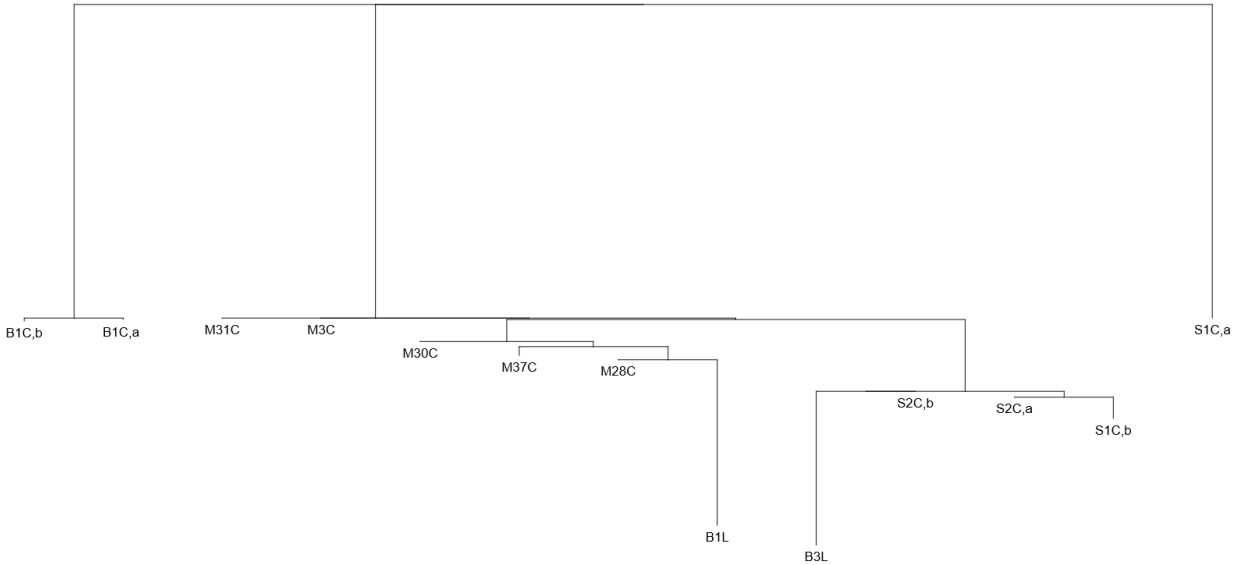 B1C,b
B1C,a
M31C
M3C
S1C,a
M30C
M37C
M28C
S2C,b
S2C,a
S1C,b
B1L
B3L